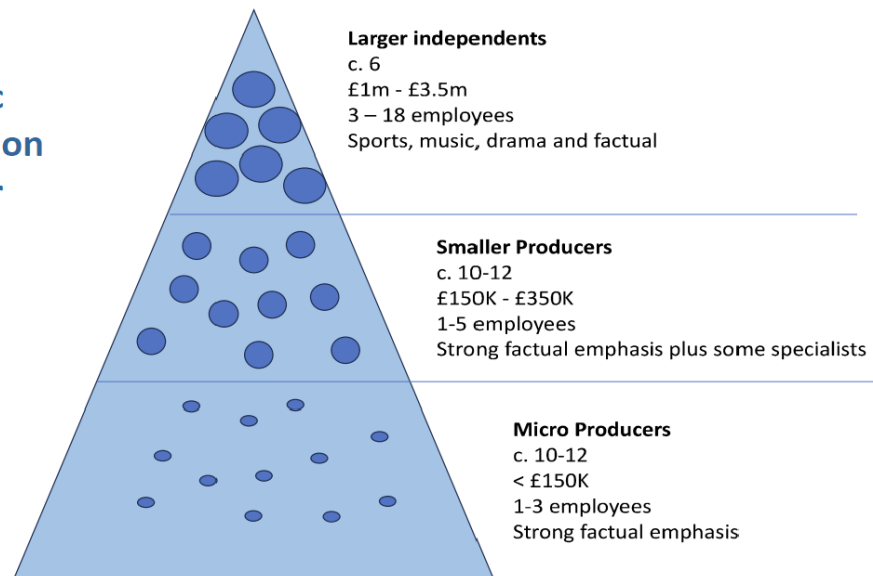 on
Larger independents
c. 6
£1m - £3.5m
3 – 18 employees
Sports, music, drama and factual
Smaller Producers
c. 10-12
£150K - £350K
1-5 employees
Strong factual emphasis plus some specialists
Micro Producers
c. 10-12
< £150K
1-3 employees
Strong factual emphasis